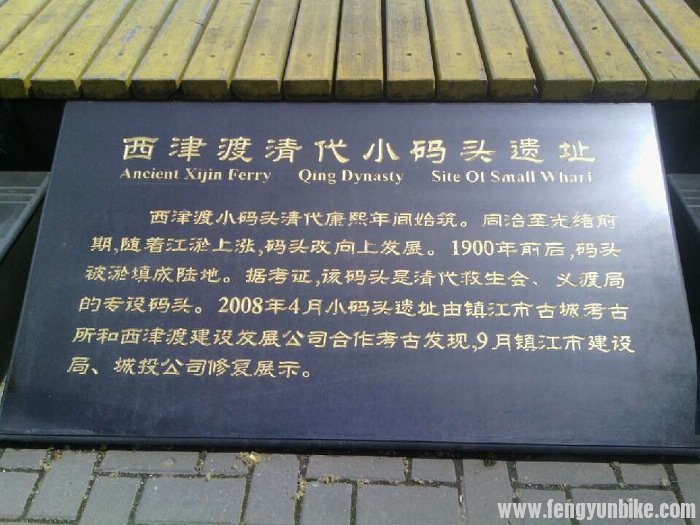 西津渡清代小码头遗址
Ancient Xijin Ferry Qing Dynasty Site Of Small Wharf
西津渡小码头清代康熙年间始筑。同治至光绪前
期,随着江淤上涨,码头改向上发展。1900年前后,码头
被淤填成陆地。据考证,该码头是清代救生会、义渡局
的专设码头。2008年4月小码头遗址由镇江市古城考古
所和西津渡建设发展公司合作考古发现,9月镇江市建设
局、城投公司修复展示。
www.fengyunbike.com